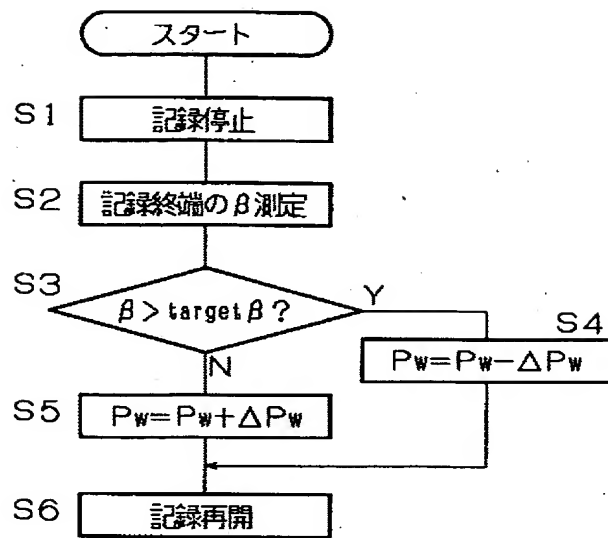 スタート
S1 記録停止
S2 記録終端のβ測定
S3
β>targetβ?
Y
S4
Pw=Pw-ΔPw
N
S5 Pw=Pw+ΔPw
S6 記録再開